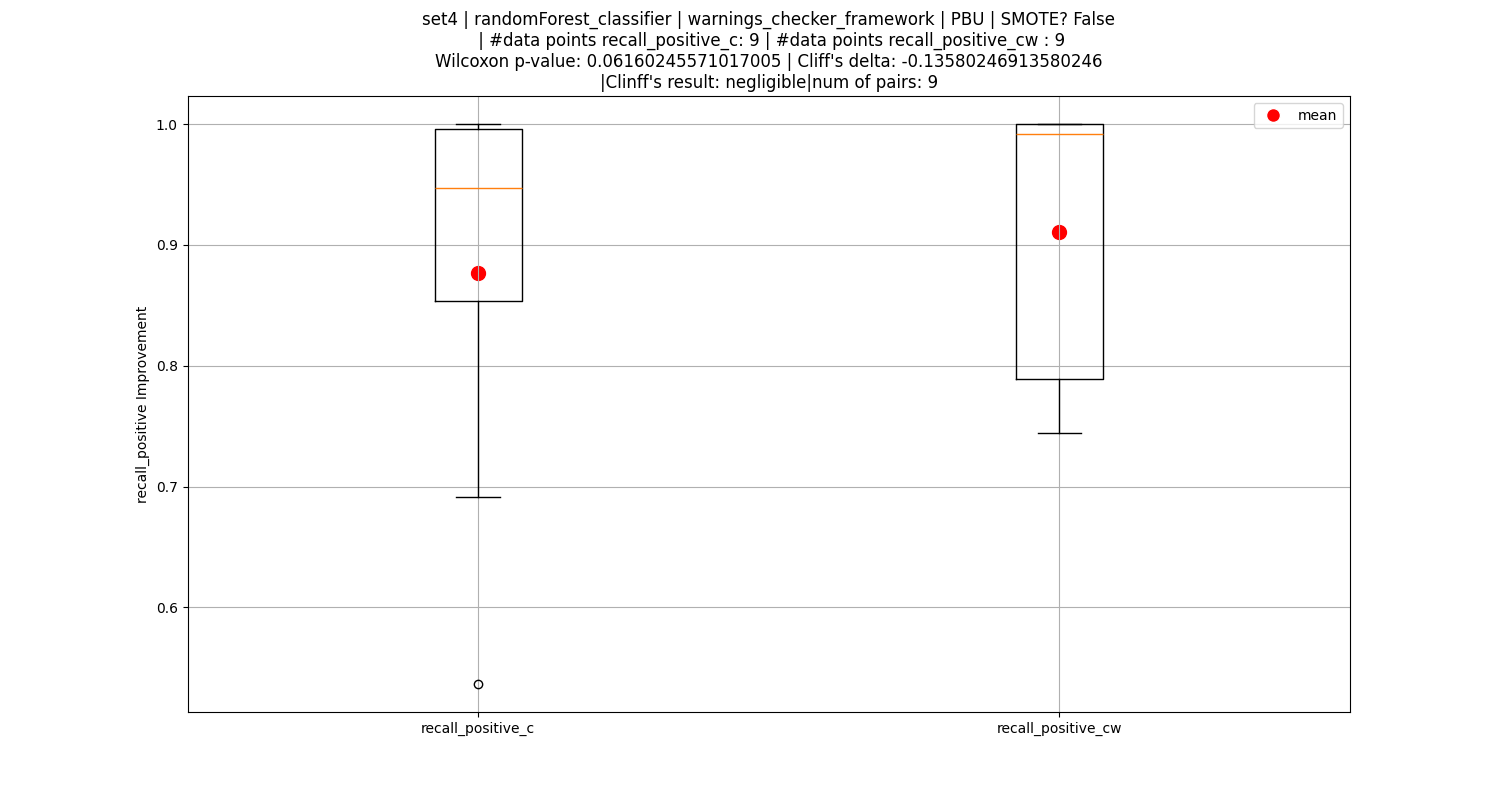 set4 | randomForest_classifier | warnings_checker_framework | PBU | SMOTE? False
| #data points recall_positive_c: 9 | #data points recall_positive_cw : 9
Wilcoxon p-value: 0.06160245571017005 | Cliff's delta: -0.13580246913580246
|Clinff's result: negligible|num of pairs: 9
mean
1.0
0.9
0.8
0.7
0.6
recall_positive Improvement
recall_positive_c
recall_positive_cw